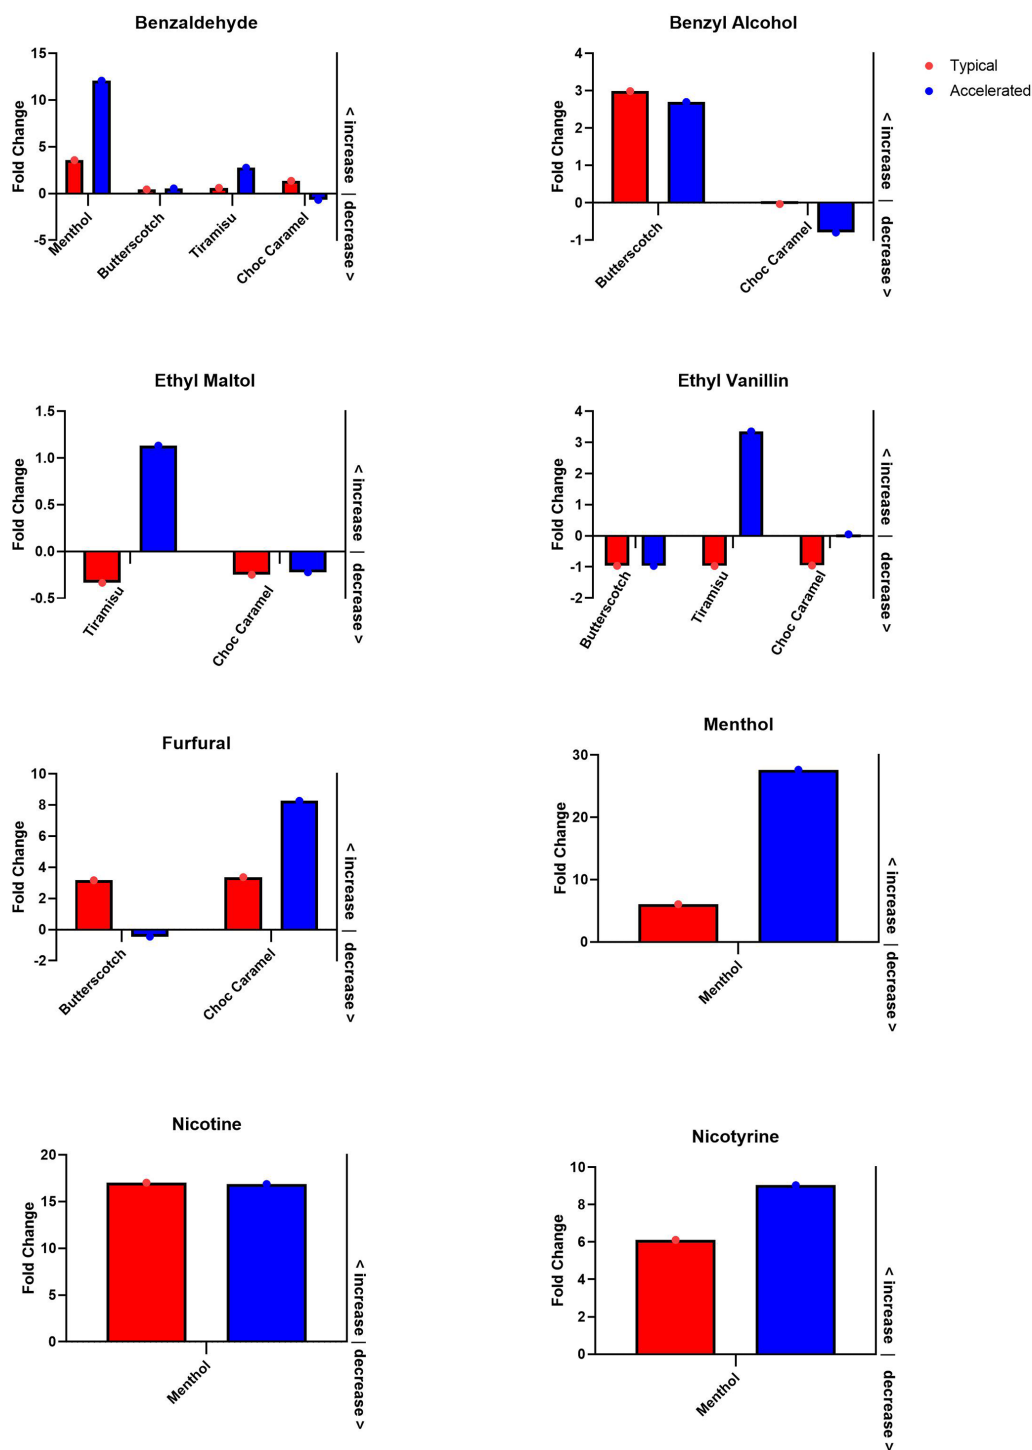 Benzaldehyde
Fold Change
15
10
5
0
-5
Menthol
Butterscotch
Tiramisu
Choc Caramel
< increase | decrease >
Benzyl Alcohol
Fold Change
4
3
2
1
0
-1
Butterscotch
Choc Caramel
< increase | decrease >
Typical
Accelerated
Ethyl Maltol
Fold Change
1.5
1.0
0.5
0.0
-0.5
Tiramisu
Choc Caramel
< increase | decrease >
Ethyl Vanillin
Fold Change
4
3
2
1
0
-1
-2
Butterscotch
Tiramisu
Choc Caramel
< increase | decrease >
Furfural
Fold Change
10
8
6
4
2
0
-2
Butterscotch
Choc Caramel
< increase | decrease >
Menthol
Fold Change
30
20
10
0
Menthol
< increase | decrease >
Nicotine
Fold Change
20
15
10
5
0
Menthol
< increase | decrease >
Nicotyrine
Fold Change
10
8
6
4
2
0
Menthol
< increase | decrease >